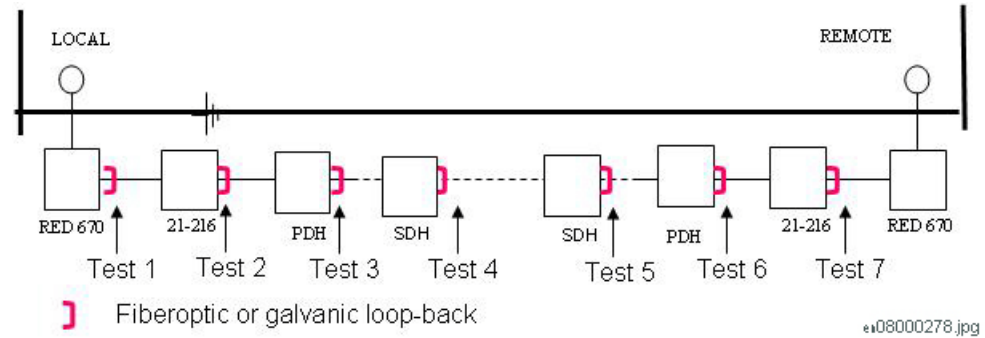 LOCAL
REMOTE
RED 670
21-216
PDH
SDH
SDH
PDH
21-216
RED 670
Test 1
Test 2
Test 3
Test 4
Test 5
Test 6
Test 7
Fiberoptic or galvanic loop-back
en08000278.jpg